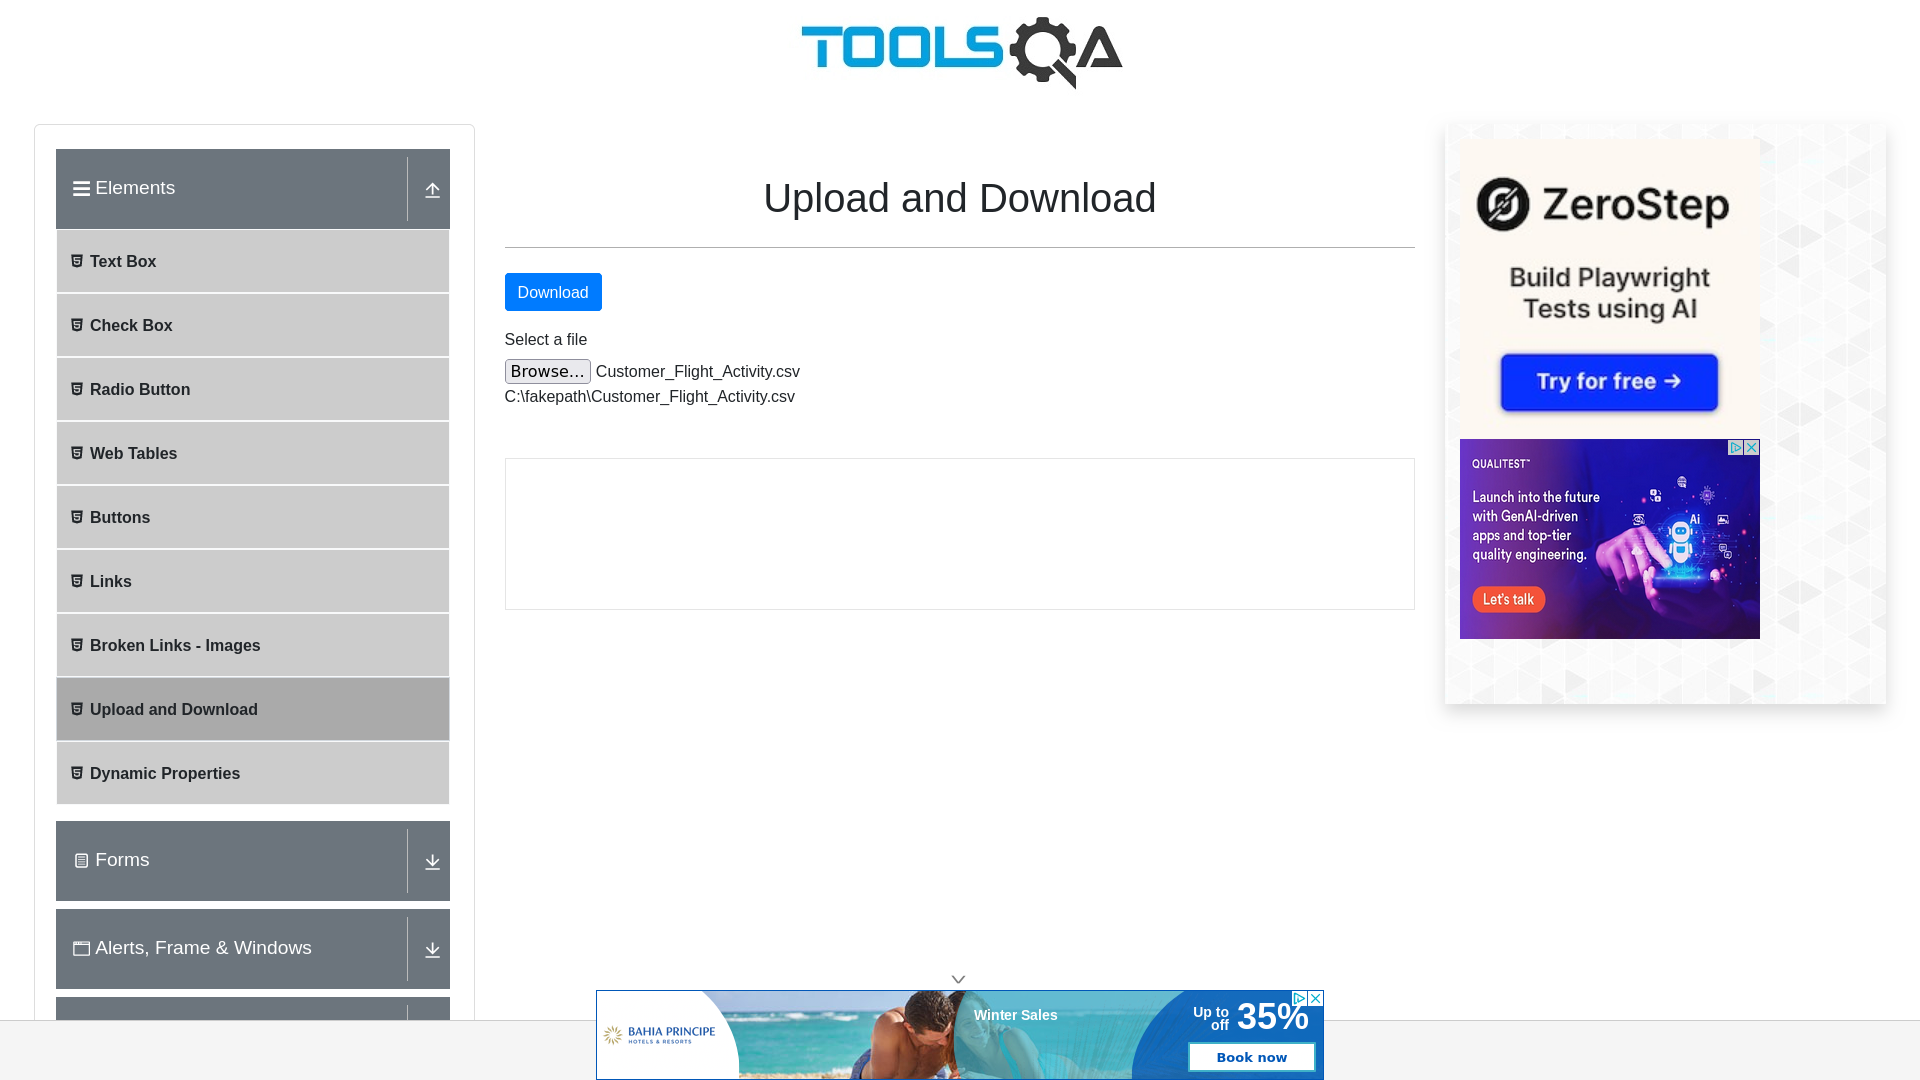 TOOLSQA
Elements
Text Box
Check Box
Radio Button
Web Tables
Buttons
Links
Broken Links - Images
Upload and Download
Dynamic Properties
Forms
Alerts, Frame & Windows
Upload and Download
Download
Select a file
Browse... Customer_Flight_Activity.csv
C:\fakepath\Customer_Flight_Activity.csv
ZeroStep
Build Playwright
Tests using AI
Try for free →
QUALITEST™
Launch into the future
with GenAI-driven
apps and top-tier
quality engineering.
Ai
Let's talk
BAHIA PRINCIPE
HOTELS & RESORTS
Winter Sales
Up to
off
35%
Book now